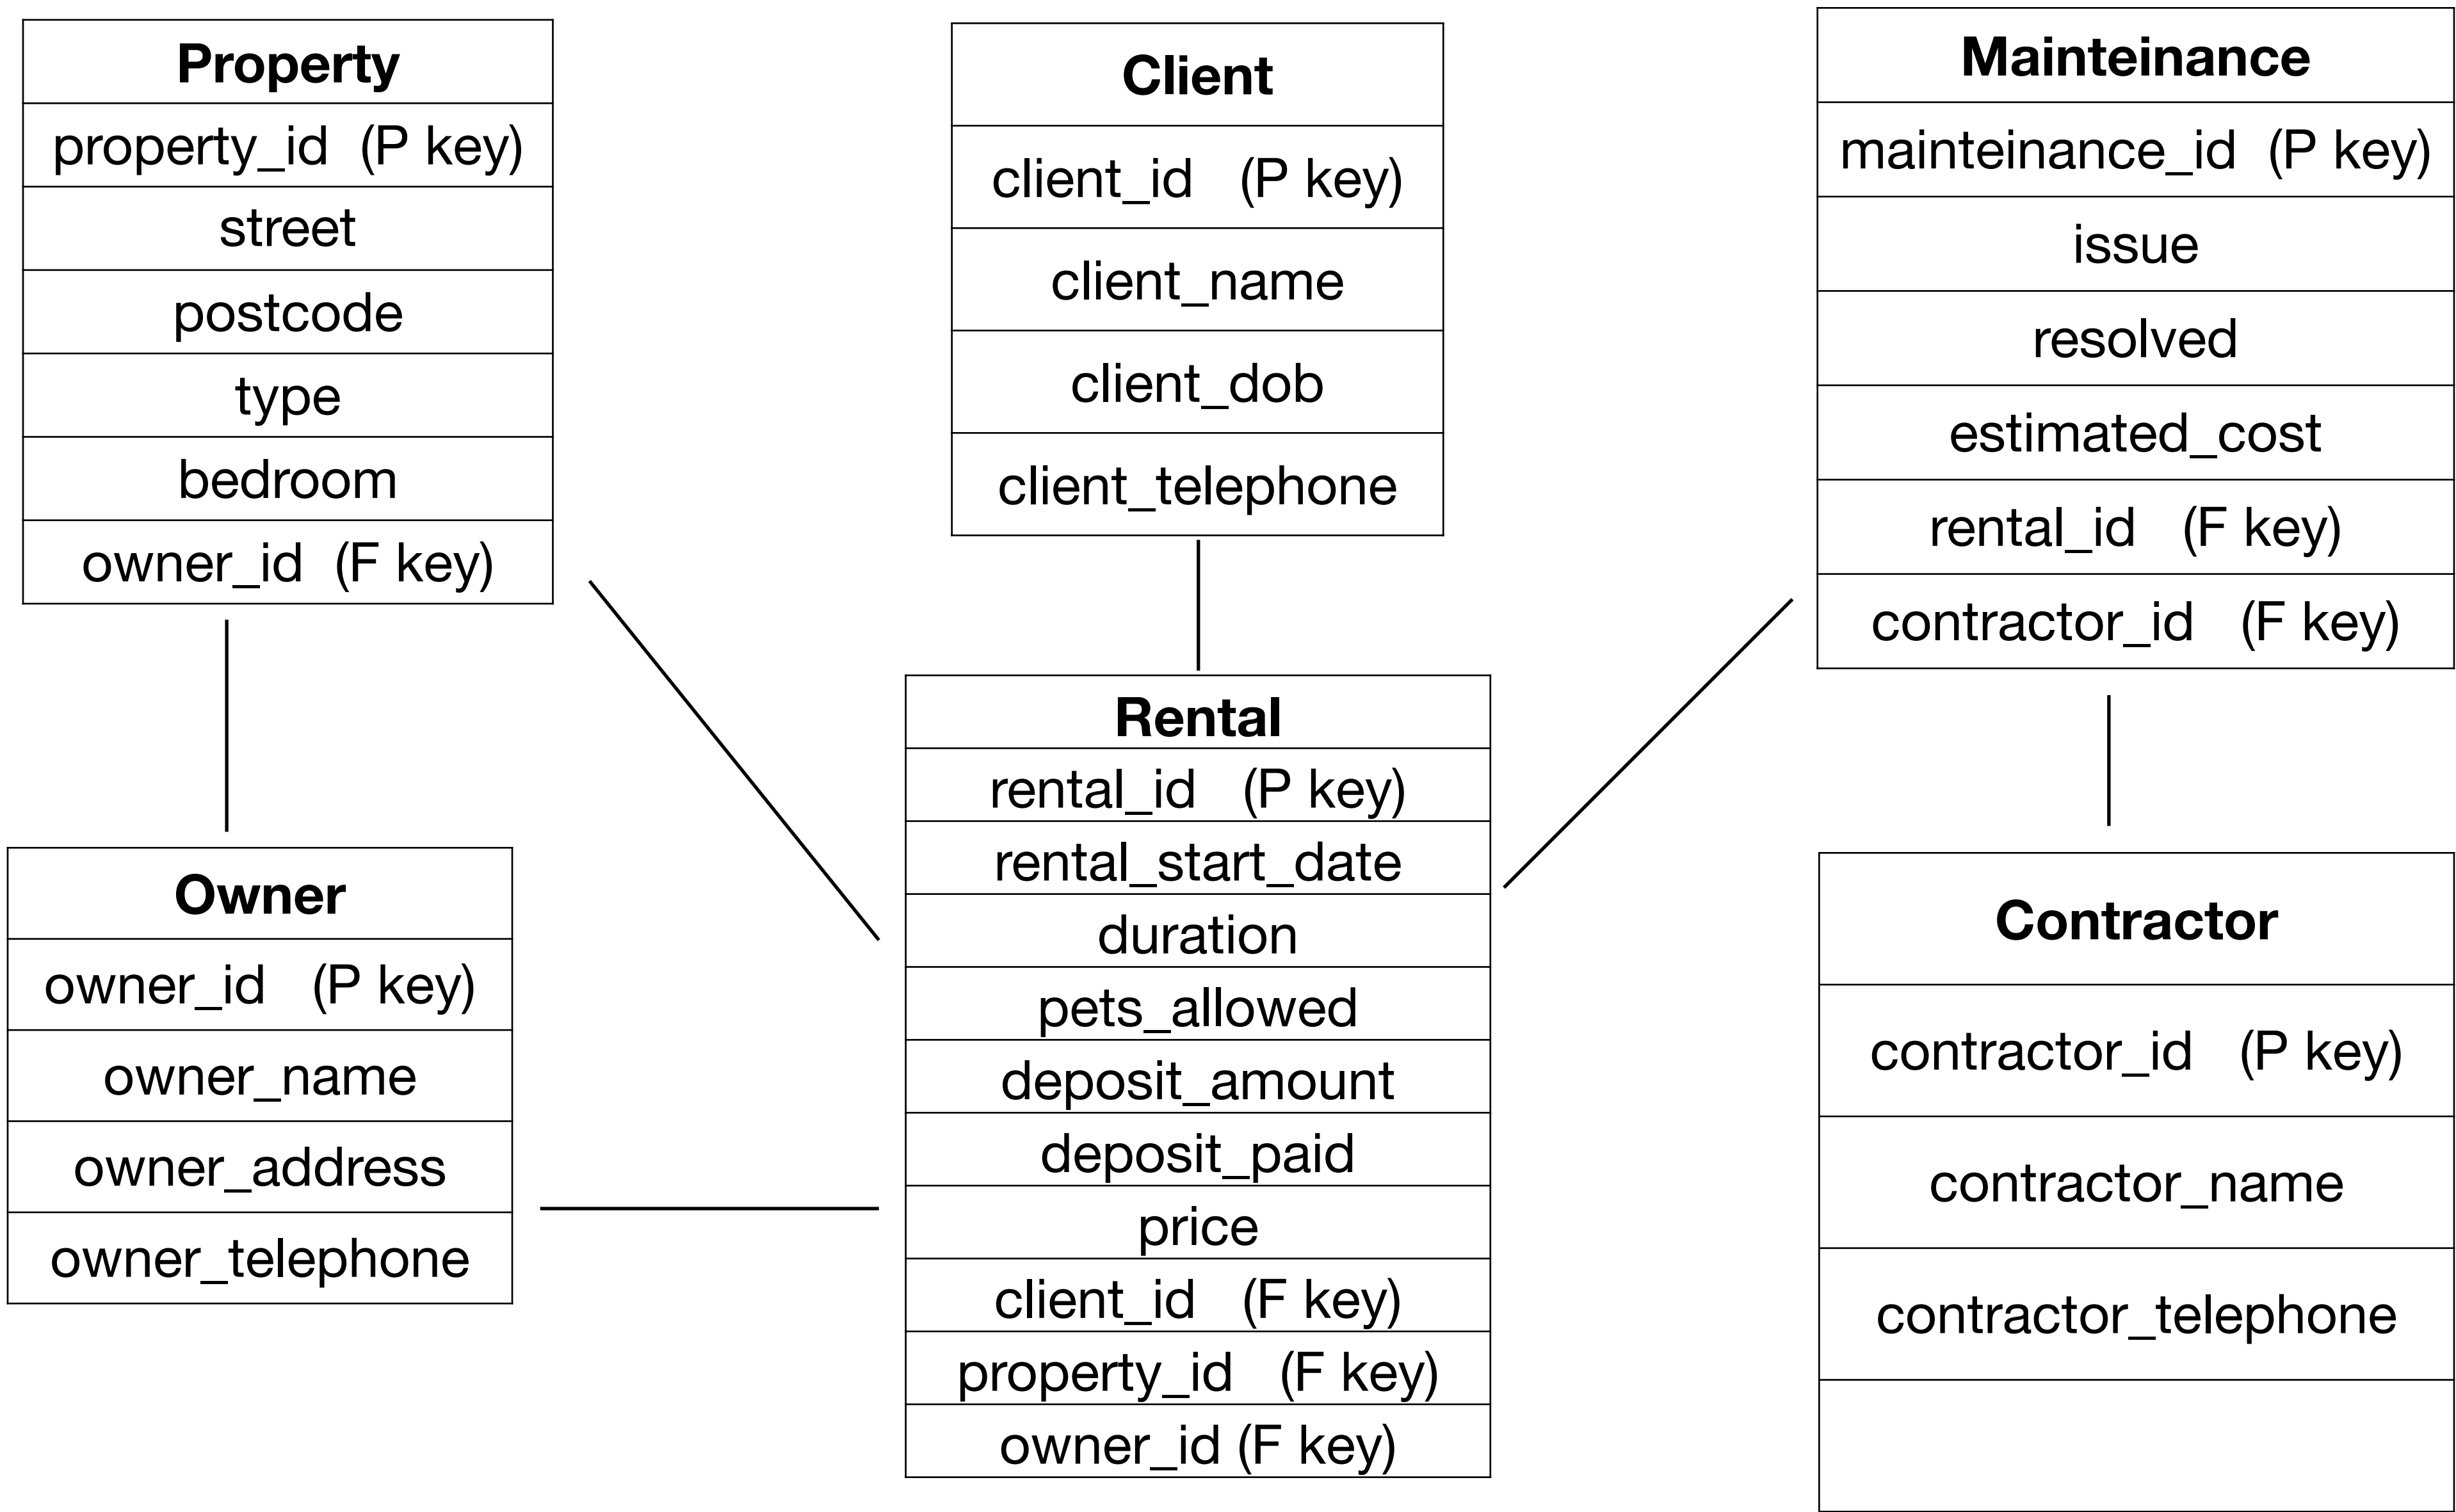 Property
property_id (P key)
street
postcode
type
bedroom
owner_id (F key)
Client
client_id (P key)
client_name
client_dob
client_telephone
Mainteinance
mainteinance_id (P key)
issue
resolved
estimated_cost
rental_id (F key)
contractor_id (F key)
Owner
owner_id (P key)
owner_name
owner_address
owner_telephone
Rental
rental_id (P key)
rental_start_date
duration
pets_allowed
deposit_amount
deposit_paid
price
client_id (F key)
property_id (F key)
owner_id (F key)
Contractor
contractor_id (P key)
contractor_name
contractor_telephone